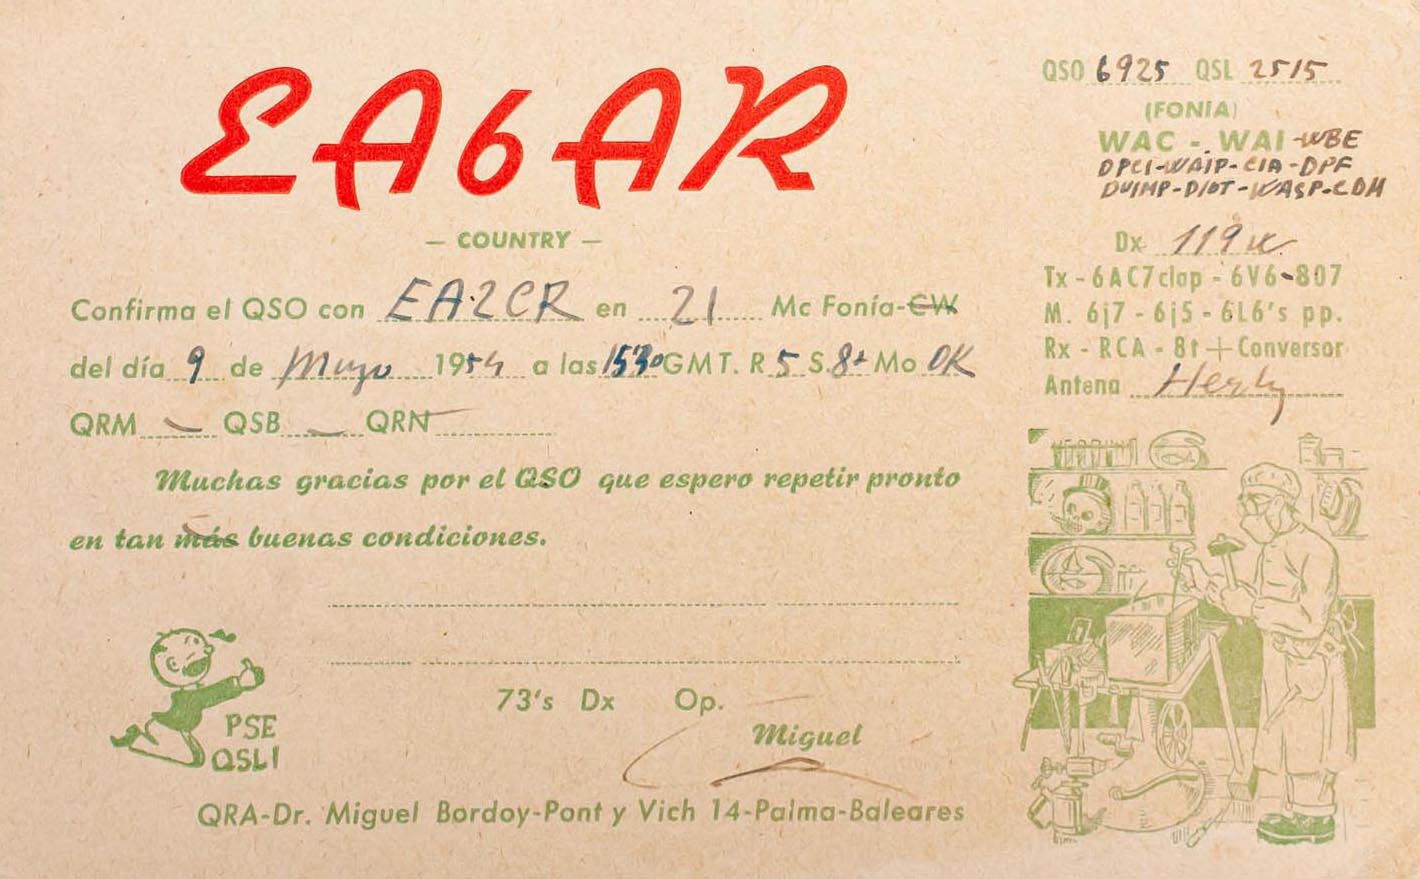 EA6AR
— COUNTRY —
Confirma el QSO con EA2CR en 21 Mc Fonía-CW
del día 9 de Mayo 1954 a las 1530 GMT. R 5 S. 8+ Mo OK
QRM — QSB — QRN —
Muchas gracias por el QSO que espero repetir pronto
en tan más buenas condiciones.
73's Dx Op.
Miguel
PSE
QSL!
QRA-Dr. Miguel Bordoy-Pont y Vich 14-Palma-Baleares
QSO 6925 QSL 2515
(FONIA)
WAC - WAI -WBE
DPCI-WAIP-CIA-DPF
DUIMP-DIOT-WASP-CDM
Dx 119
Tx - 6AC7clap - 6V6-807
M. 6j7 - 6j5 - 6L6's pp.
Rx - RCA - 8t + Conversor
Antena